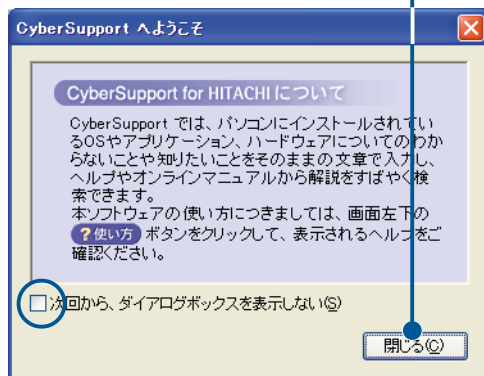 CyberSupport へようこそ
CyberSupport for HITACHI について
CyberSupport では、パソコンにインストールされてい
るOSやアプリケーション、ハードウェアについてのわか
らないことや知りたいことをそのままの文章で入力し、
ヘルプやオンラインマニュアルから解説をすばやく検
索できます。
本ソフトウェアの使い方につきましては、画面左下の
?使い方 ボタンをクリックして、表示されるヘルプをご
確認ください。
次回から、ダイアログボックスを表示しない(S)
閉じる(C)